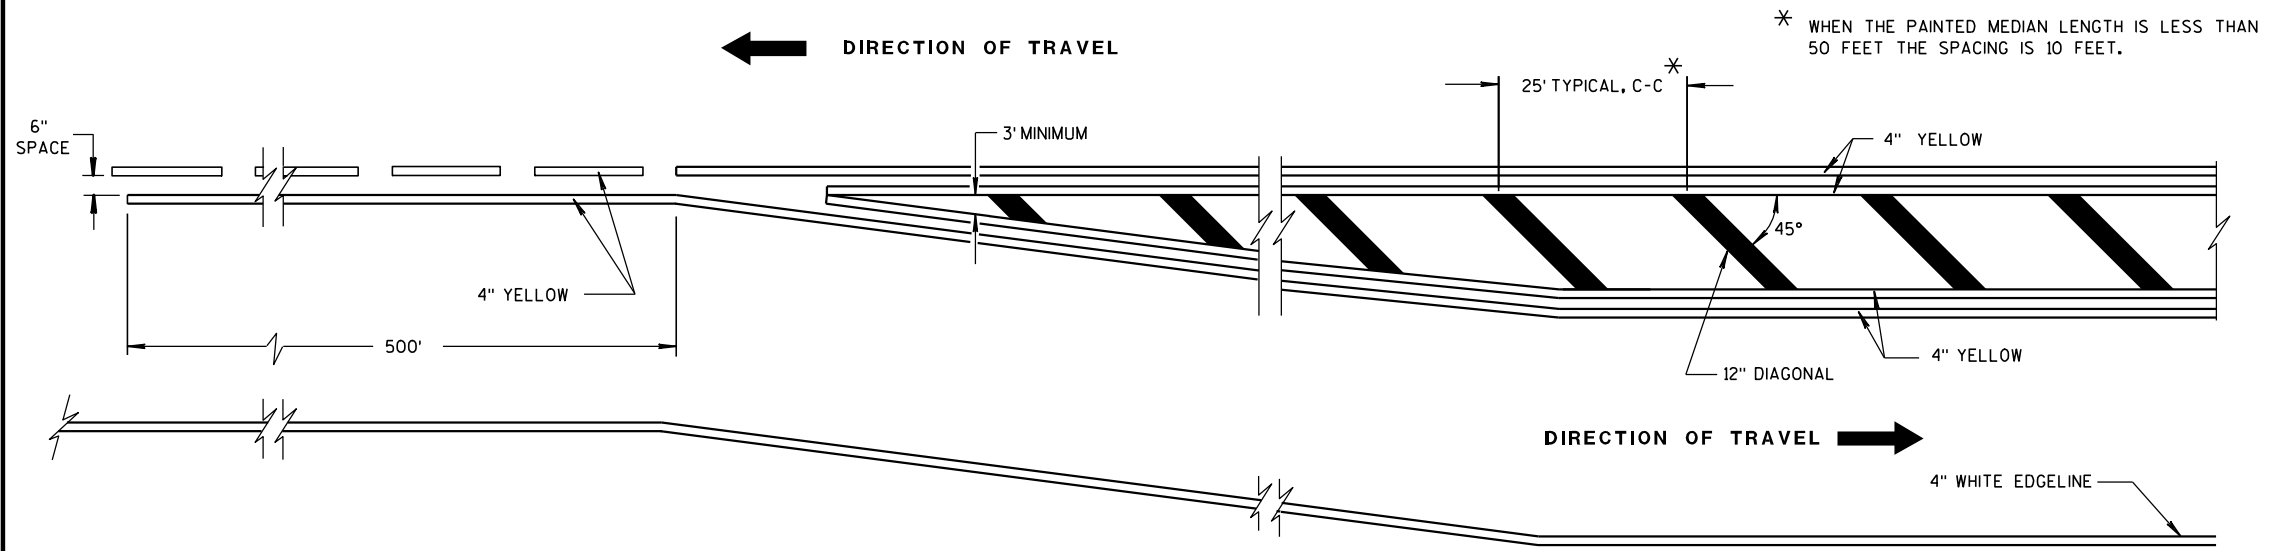 * WHEN THE PAINTED MEDIAN LENGTH IS LESS THAN
50 FEET THE SPACING IS 10 FEET.
DIRECTION OF TRAVEL
25' TYPICAL, C-C *
6"
SPACE
3' MINIMUM
4" YELLOW
45°
4" YELLOW
500'
4" YELLOW
12" DIAGONAL
DIRECTION OF TRAVEL
4" WHITE EDGELINE